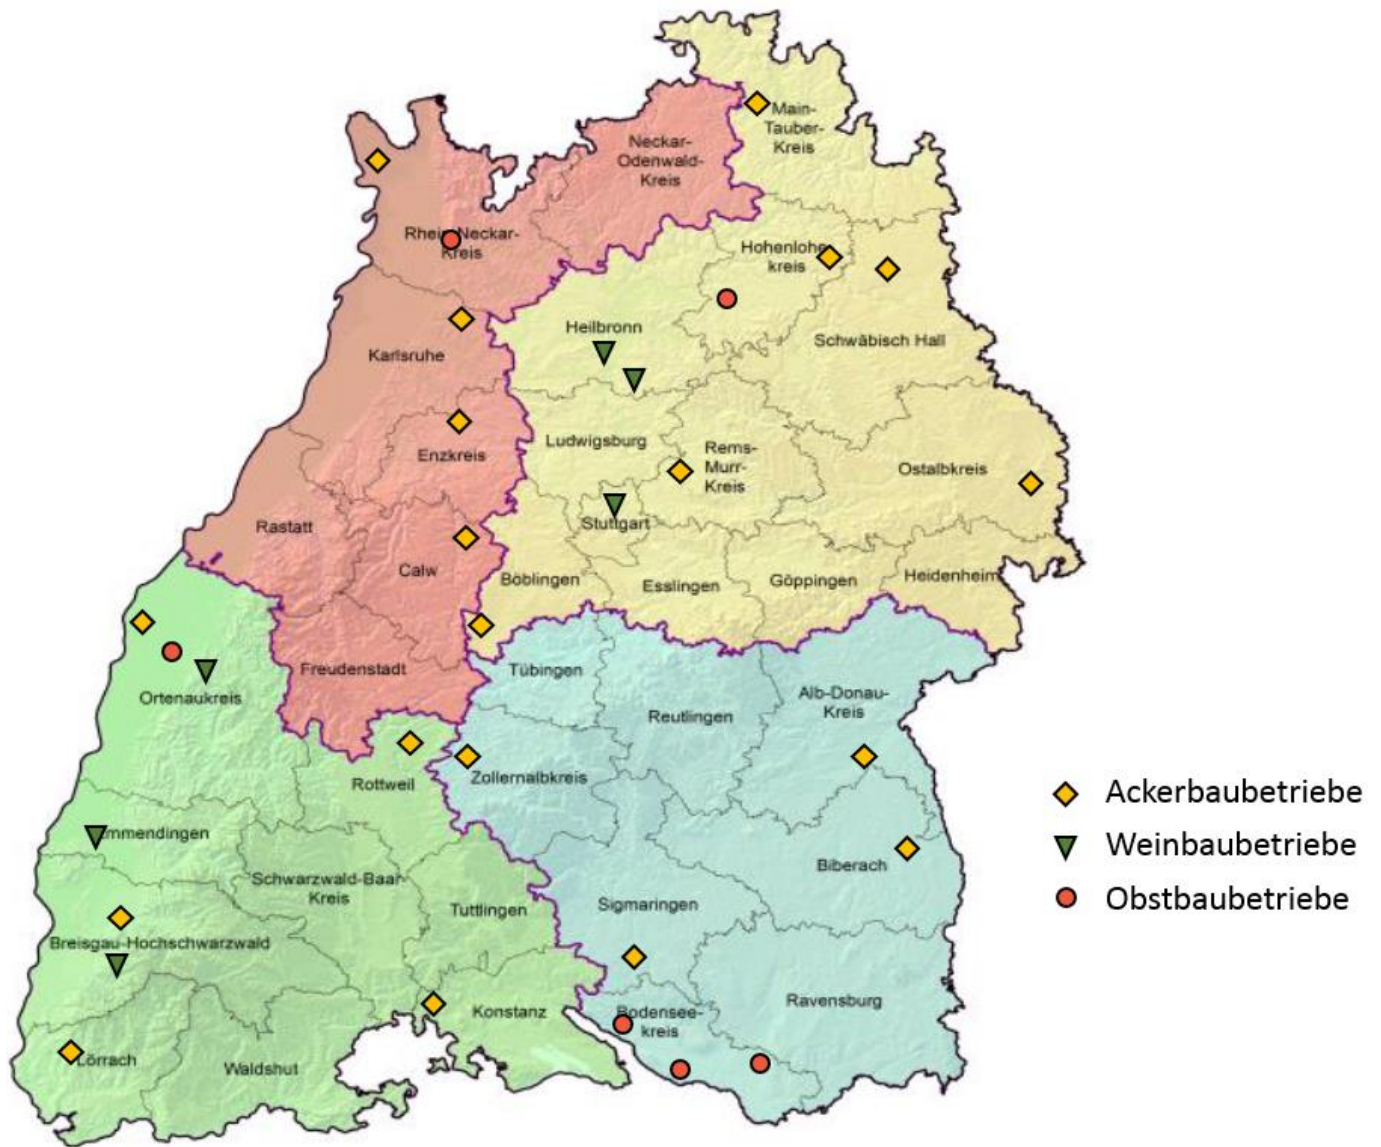 Main-
Tauber-
Kreis
Neckar-
Odenwald-
Kreis
Rhein-Neckar-
Kreis
Hohenlohe
kreis
Heilbronn
Schwäbisch Hall
Karlsruhe
Enzkreis
Ludwigsburg
Rems-
Murr-
Kreis
Ostalbkreis
Rastatt
Stuttgart
Calw
Böblingen
Esslingen
Göppingen
Heidenheim
Freudenstadt
Tübingen
Ortenaukreis
Reutlingen
Alb-Donau-
Kreis
Rottweil
Zollernalbkreis
Ackerbaubetriebe
Weinbaubetriebe
Obstbaubetriebe
mmendingen
Biberach
Schwarzwald-Baar-
Kreis
Tuttlingen
Sigmaringen
Breisgau-Hochschwarzwald
Konstanz
Bodensee-
kreis
Ravensburg
Lörrach
Waldshut